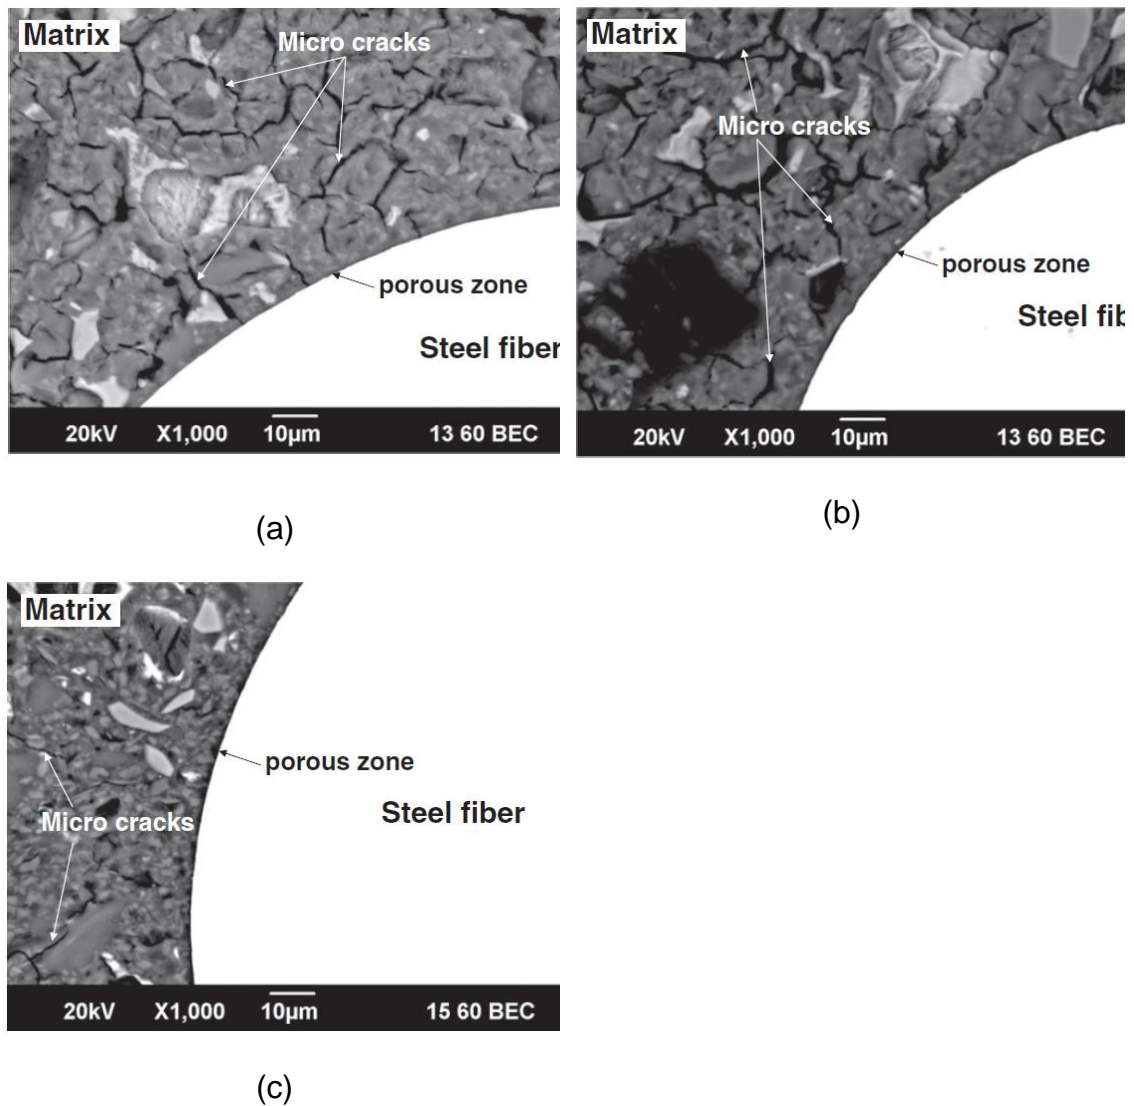 Matrix
Micro cracks
porous zone
Steel fiber
20kV X1,000 10µm 13 60 BEC
(a)
Matrix
Micro cracks
porous zone
Steel fib
20kV X1,000 10µm 13 60 BEC
(b)
Matrix
porous zone
Steel fiber
Micro cracks
20kV X1,000 10µm 15 60 BEC
(c)